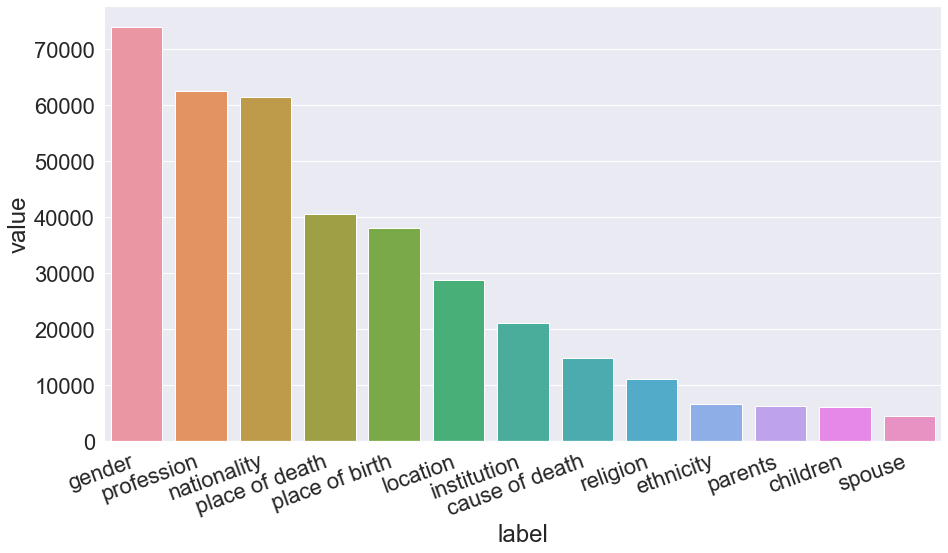 value
70000
60000
50000
40000
30000
20000
10000
0
gender
profession
nationality
place of death
place of birth
location
institution
cause of death
religion
ethnicity
parents
children
spouse
label